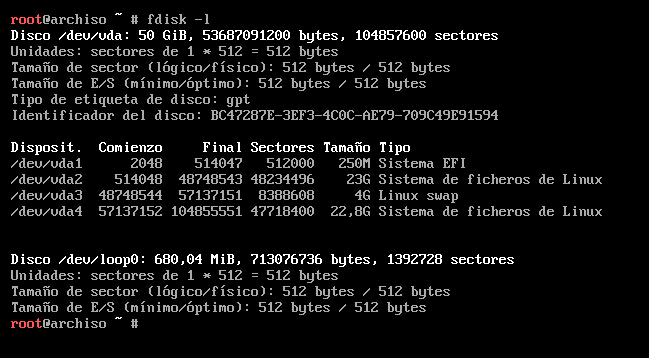 root@archiso ~ # fdisk -l
Disco /dev/vda: 50 GiB, 53687091200 bytes, 104857600 sectores
Unidades: sectores de 1 * 512 = 512 bytes
Tamaño de sector (lógico/físico): 512 bytes / 512 bytes
Tamaño de E/S (mínimo/óptimo): 512 bytes / 512 bytes
Tipo de etiqueta de disco: gpt
Identificador del disco: BC47287E-3EF3-4C0C-AE79-709C49E91594
Disposit.  Comienzo     Final Sectores Tamaño Tipo
/dev/vda1      2048    514047   512000   250M Sistema EFI
/dev/vda2    514048  48748543 48234496    23G Sistema de ficheros de Linux
/dev/vda3  48748544  57137151  8388608     4G Linux swap
/dev/vda4  57137152 104855551 47718400  22,8G Sistema de ficheros de Linux
Disco /dev/loop0: 680,04 MiB, 713076736 bytes, 1392728 sectores
Unidades: sectores de 1 * 512 = 512 bytes
Tamaño de sector (lógico/físico): 512 bytes / 512 bytes
Tamaño de E/S (mínimo/óptimo): 512 bytes / 512 bytes
root@archiso ~ #